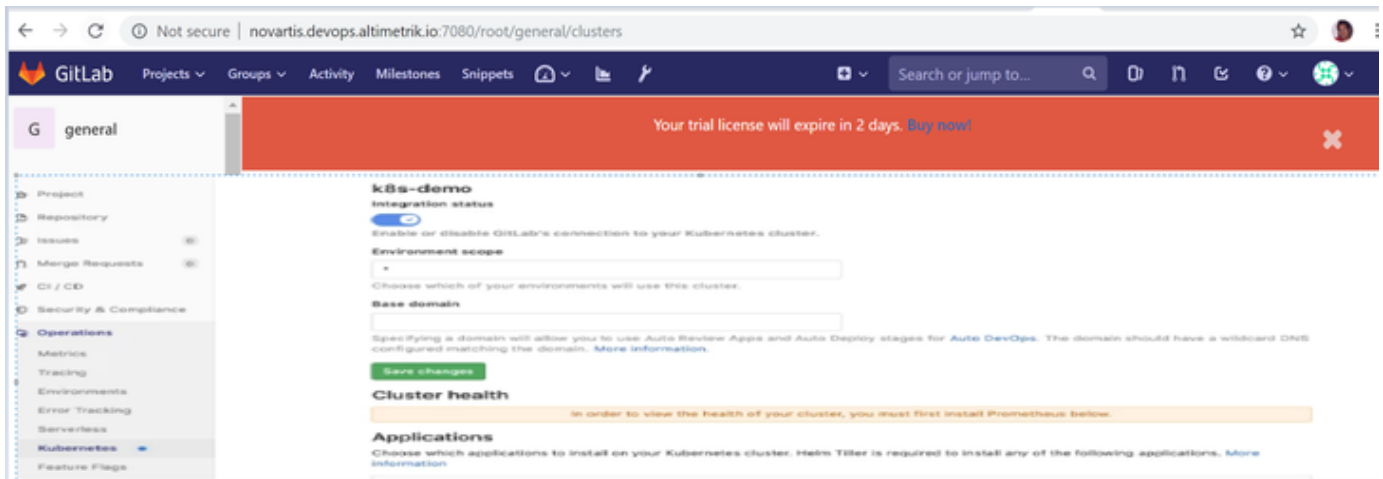 Not secure | novartis.devops.altimetrik.io:7080/root/general/clusters
GitLab Projects Groups Activity Milestones Snippets Search or jump to...
G general
Your trial license will expire in 2 days. Buy now!
Project
Repository
Issues 0
Merge Requests 0
CI / CD
Security & Compliance
Operations
Metrics
Tracing
Environments
Error Tracking
Serverless
Kubernetes
Feature Flags
k8s-demo
Integration status
Enable or disable GitLab's connection to your Kubernetes cluster.
Environment scope
*
Choose which of your environments will use this cluster.
Base domain
Specifying a domain will allow you to use Auto Review Apps and Auto Deploy stages for Auto DevOps. The domain should have a wildcard DNS
configured matching the domain. More information.
Save changes
Cluster health
In order to view the health of your cluster, you must first install Prometheus below.
Applications
Choose which applications to install on your Kubernetes cluster. Helm Tiller is required to install any of the following applications. More
information